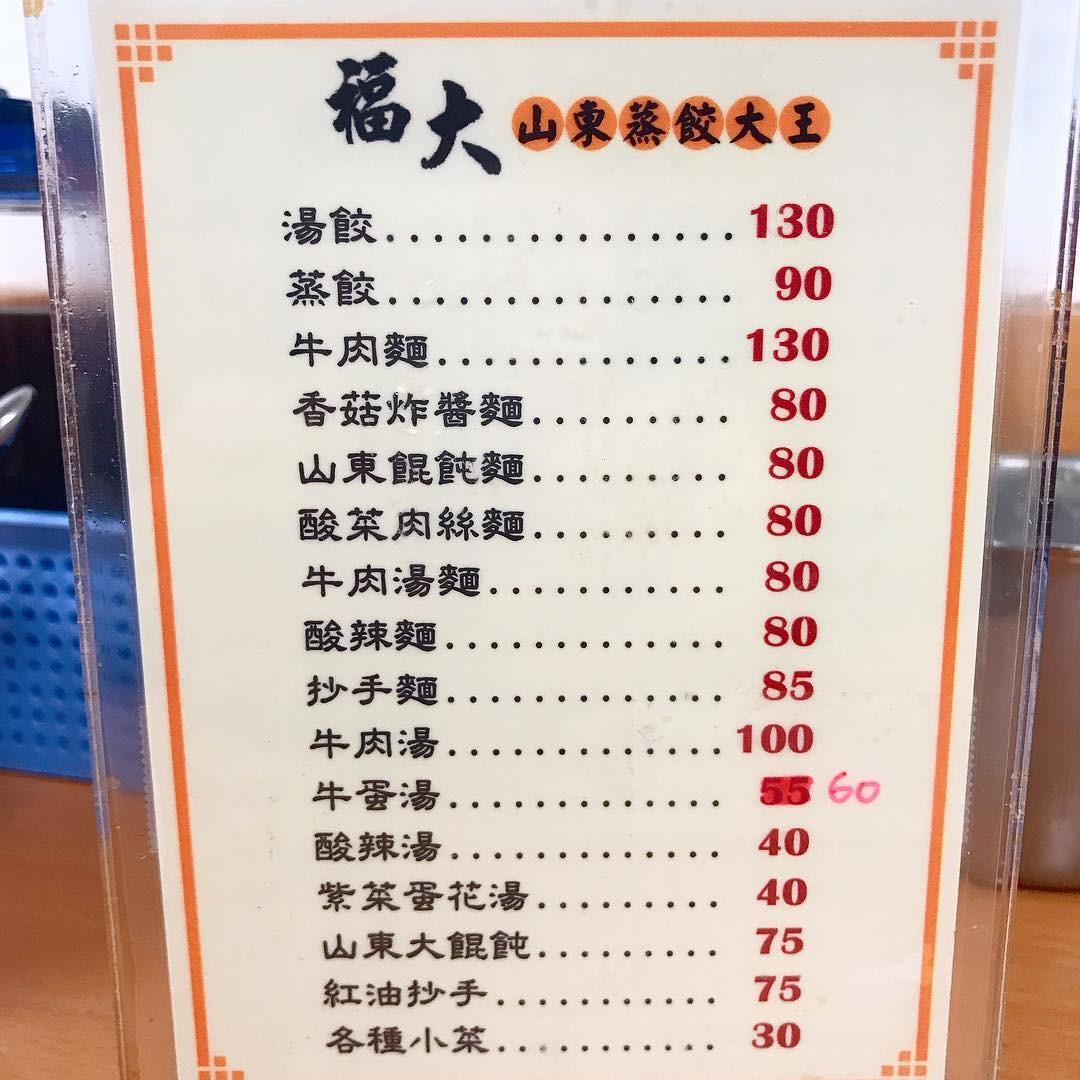 福大 山東蒸餃大王
湯餃................130
蒸餃............... 90
牛肉麵.............130
香菇炸醬麵......... 80
山東餛飩麵......... 80
酸菜肉絲麵......... 80
牛肉湯麵........... 80
酸辣麵............. 80
抄手麵............. 85
牛肉湯.............100
牛蛋湯............. 55 60
酸辣湯............. 40
紫菜蛋花湯......... 40
山東大餛飩......... 75
紅油抄手........... 75
各種小菜........... 30